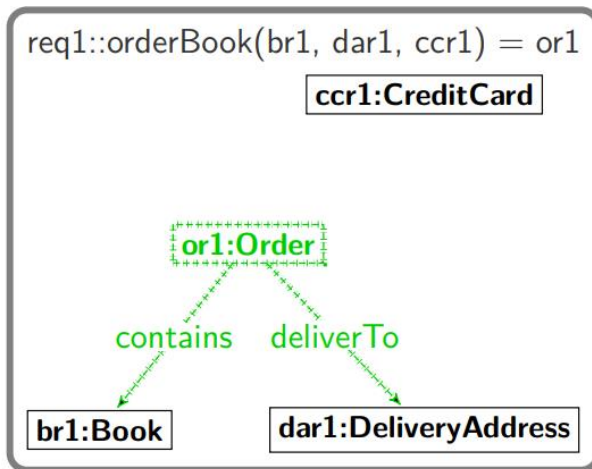 req1::orderBook(br1, dar1, ccr1) = or1
ccr1:CreditCard
or1:Order
contains deliverTo
br1:Book dar1:DeliveryAddress